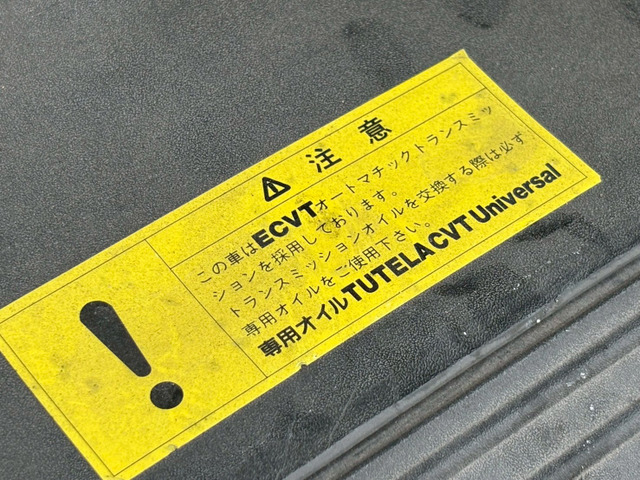 注意
この車はECVTオートマチックトランスミッ
ションを採用しております。
トランスミッションオイルを交換する際は必ず
専用オイルをご使用下さい。
専用オイルTUTELACVT Universal